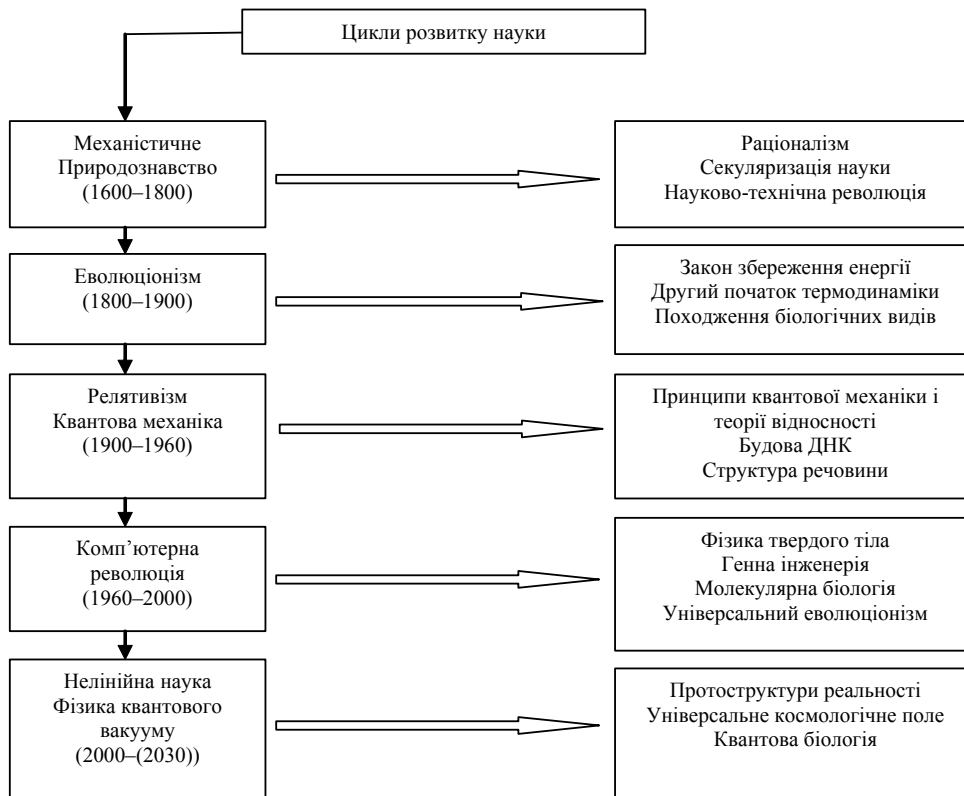 Цикли розвитку науки
Механістичне
Природознавство
(1600–1800)
Раціоналізм
Секуляризація науки
Науково-технічна революція
Еволюціонізм
(1800–1900)
Закон збереження енергії
Другий початок термодинаміки
Походження біологічних видів
Релятивізм
Квантова механіка
(1900–1960)
Принципи квантової механіки і
теорії відносності
Будова ДНК
Структура речовини
Комп’ютерна
революція
(1960–2000)
Фізика твердого тіла
Генна інженерія
Молекулярна біологія
Універсальний еволюціонізм
Нелінійна наука
Фізика квантового
вакууму
(2000–(2030))
Протоструктури реальності
Універсальне космологічне поле
Квантова біологія